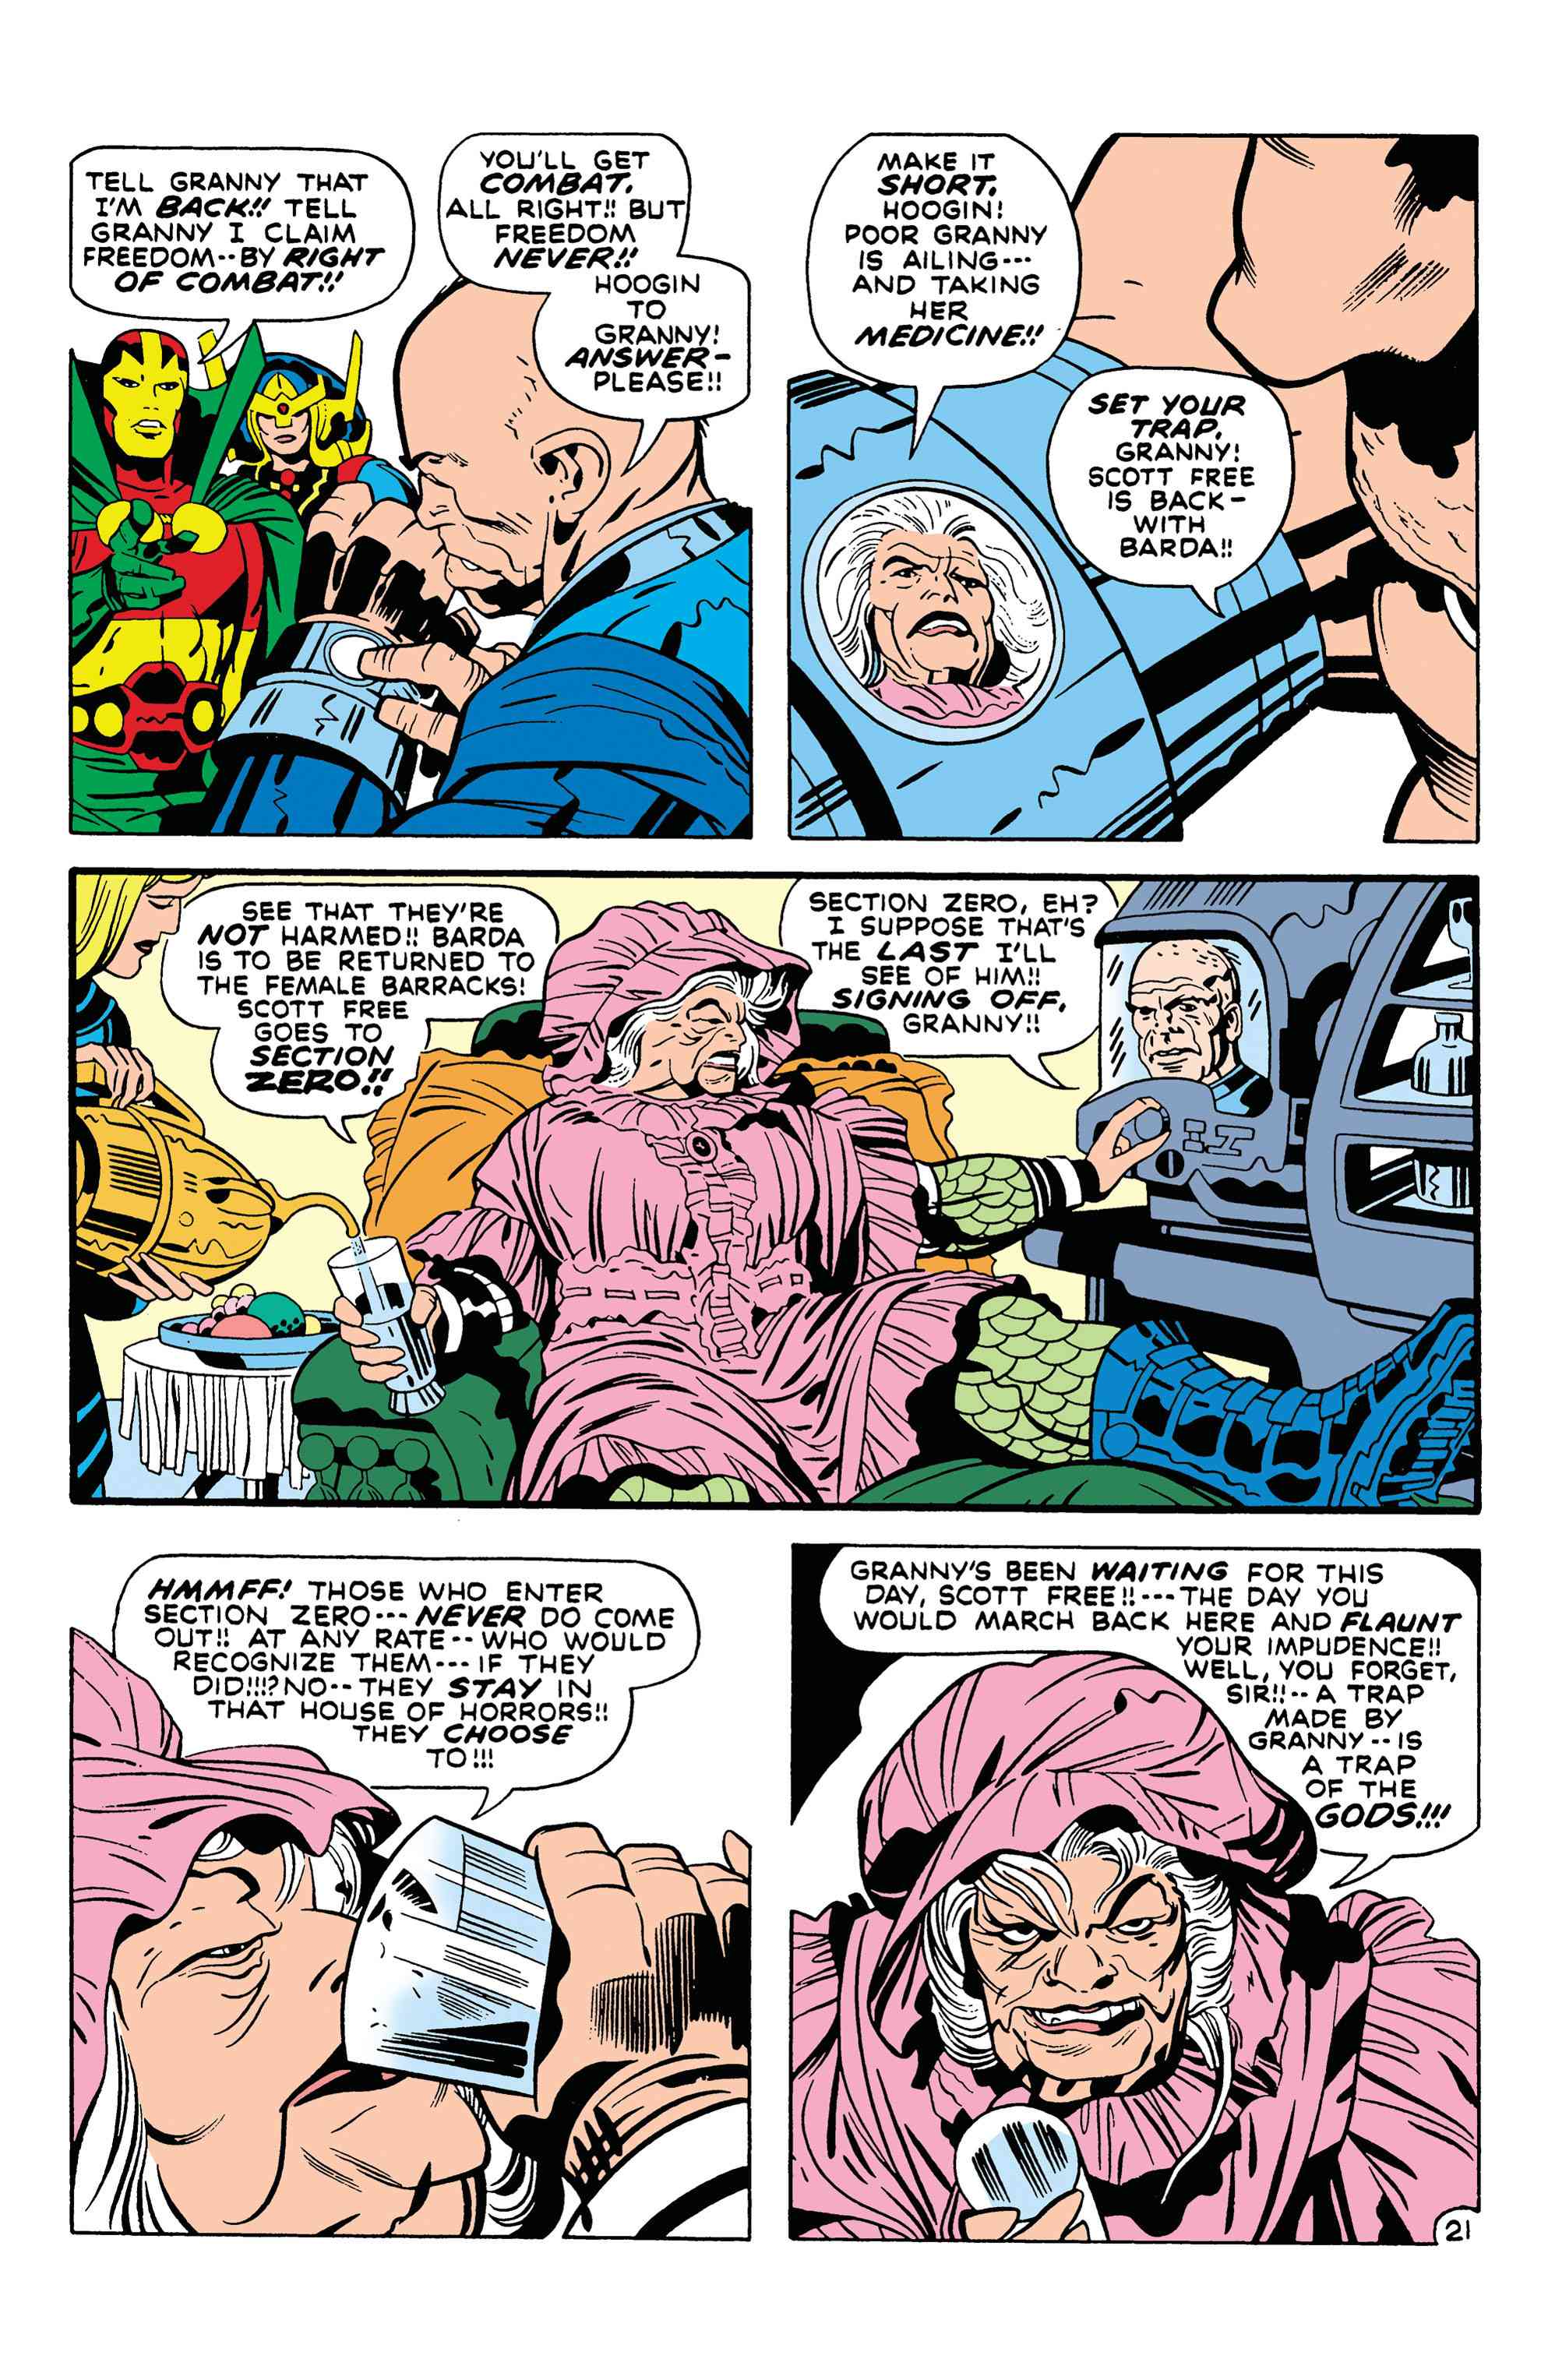 TELL GRANNY THAT
I'M BACK!! TELL
GRANNY I CLAIM
FREEDOM--BY RIGHT
OF COMBAT!!
YOU'LL GET
COMBAT,
ALL RIGHT!! BUT
FREEDOM
NEVER!!
HOOGIN
TO
GRANNY!
ANSWER-
PLEASE!!
MAKE IT
SHORT,
HOOGIN!
POOR GRANNY
IS AILING---
AND TAKING
HER
MEDICINE!!
SET YOUR
TRAP,
GRANNY!
SCOTT FREE
IS BACK-
WITH
BARDA!!
SEE THAT THEY'RE
NOT HARMED!! BARDA
IS TO BE RETURNED TO
THE FEMALE BARRACKS!
SCOTT FREE
GOES TO
SECTION
ZERO!!
SECTION ZERO, EH?
I SUPPOSE THAT'S
THE LAST I'LL
SEE OF HIM!!
SIGNING OFF,
GRANNY!!
HMMFF! THOSE WHO ENTER
SECTION ZERO--- NEVER DO COME
OUT!! AT ANY RATE-- WHO WOULD
RECOGNIZE THEM--- IF THEY
DID!!!? NO-- THEY STAY IN
THAT HOUSE OF HORRORS!!
THEY CHOOSE
TO!!!
GRANNY'S BEEN WAITING FOR THIS
DAY, SCOTT FREE!!--- THE DAY YOU
WOULD MARCH BACK HERE AND FLAUNT
YOUR IMPUDENCE!!
WELL, YOU FORGET,
SIR!!-- A TRAP
MADE BY
GRANNY-- IS
A TRAP
OF THE
GODS!!!
21